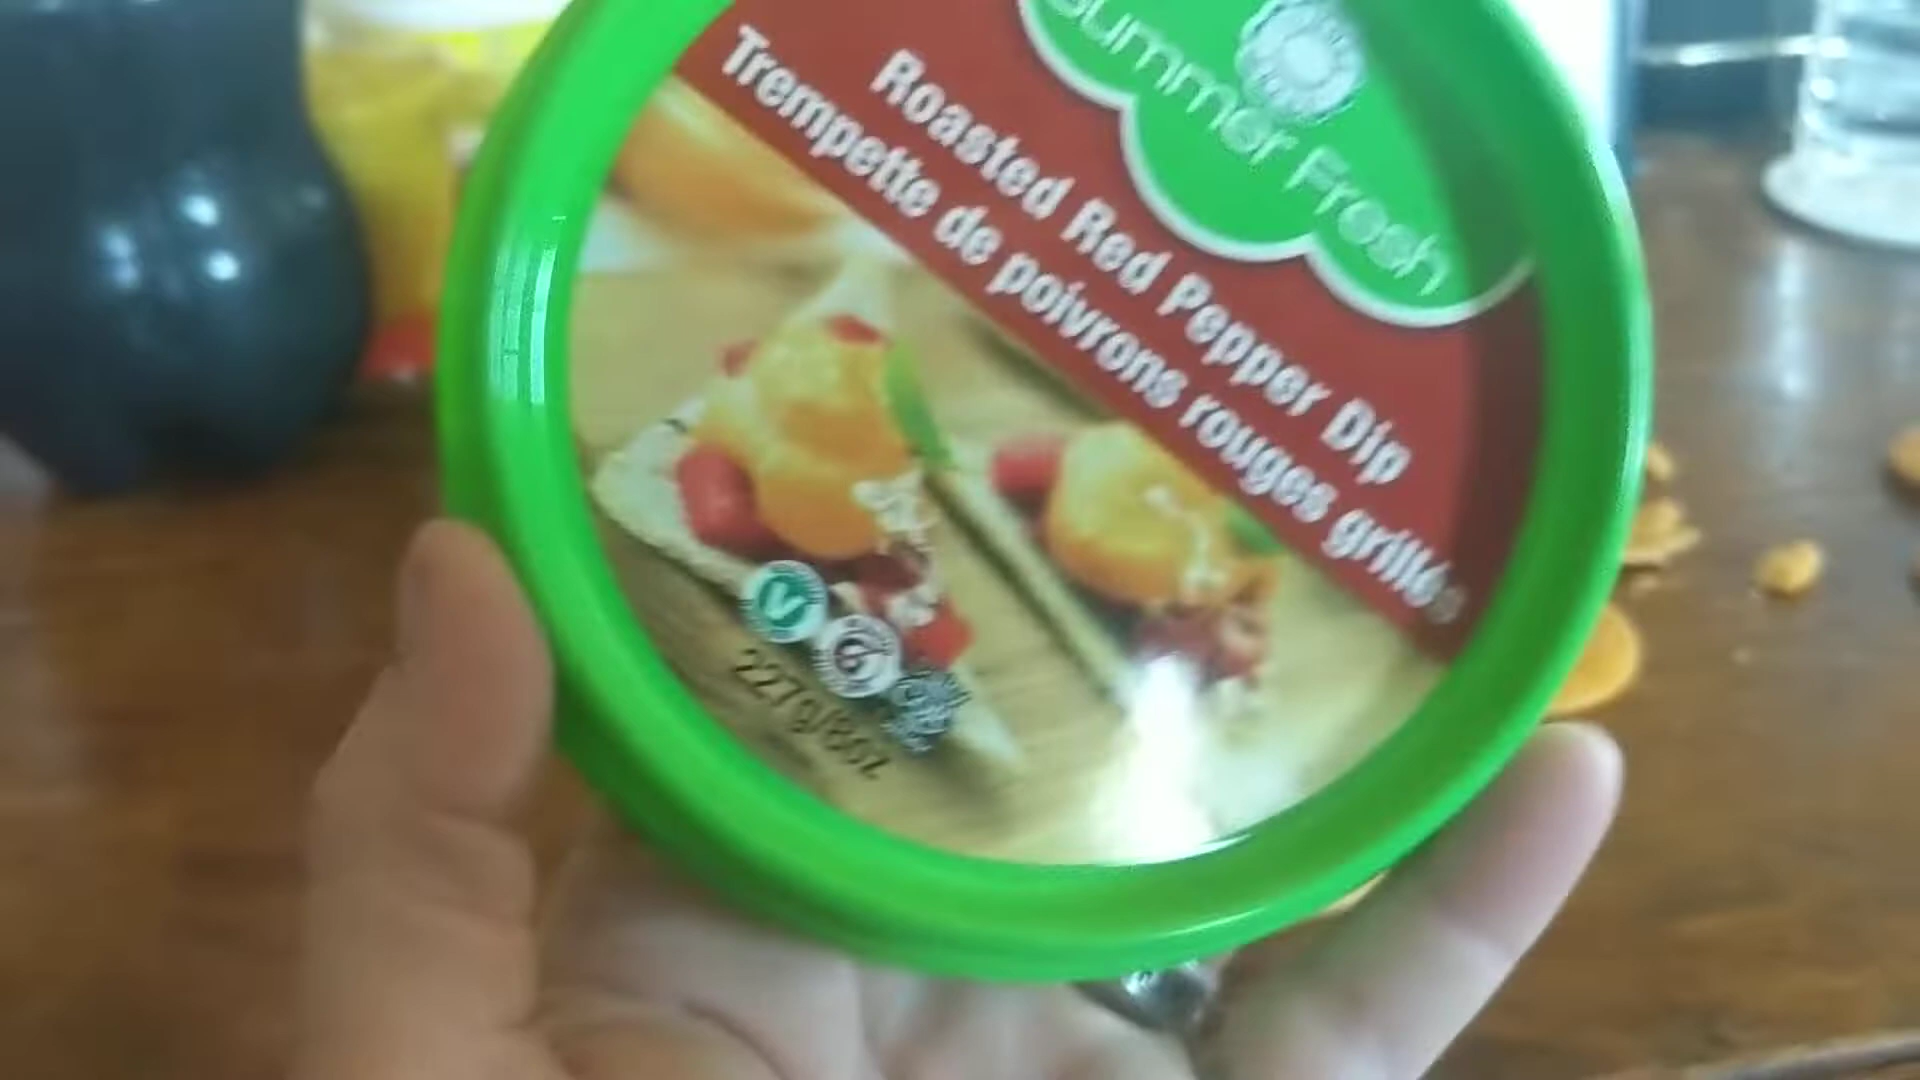 Summer Fresh
Roasted Red Pepper Dip
Trempette de poivrons rouges grillés
227g/8oz